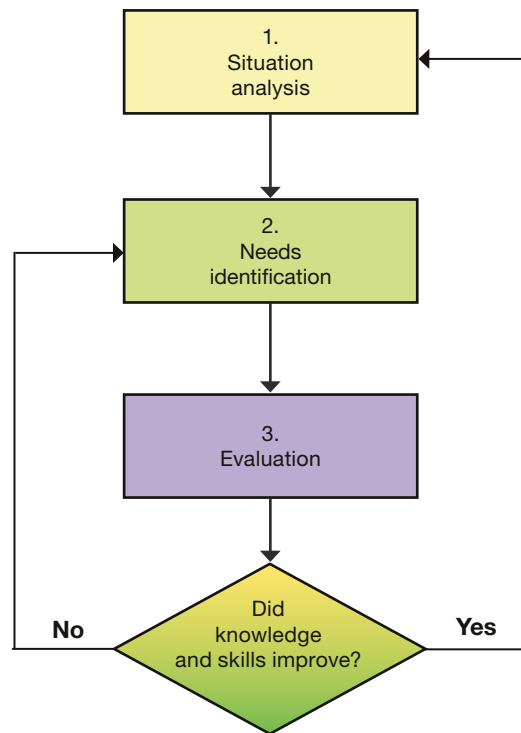 1.
Situation
analysis
2.
Needs
identification
3.
Evaluation
Did
knowledge
and skills improve?
No
Yes